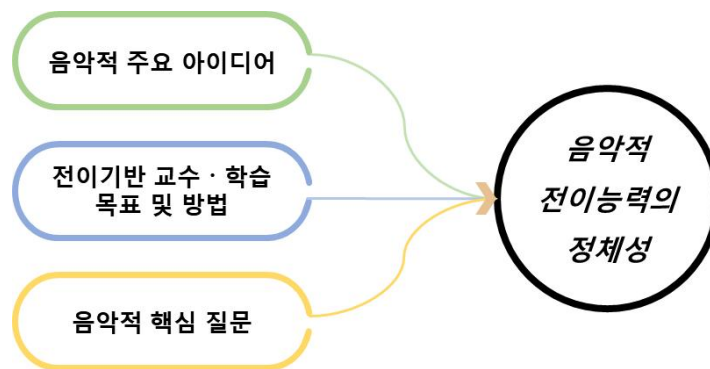 음악적 주요 아이디어
전이기반 교수 · 학습
목표 및 방법
음악적 핵심 질문
음악적
전이능력의
정체성